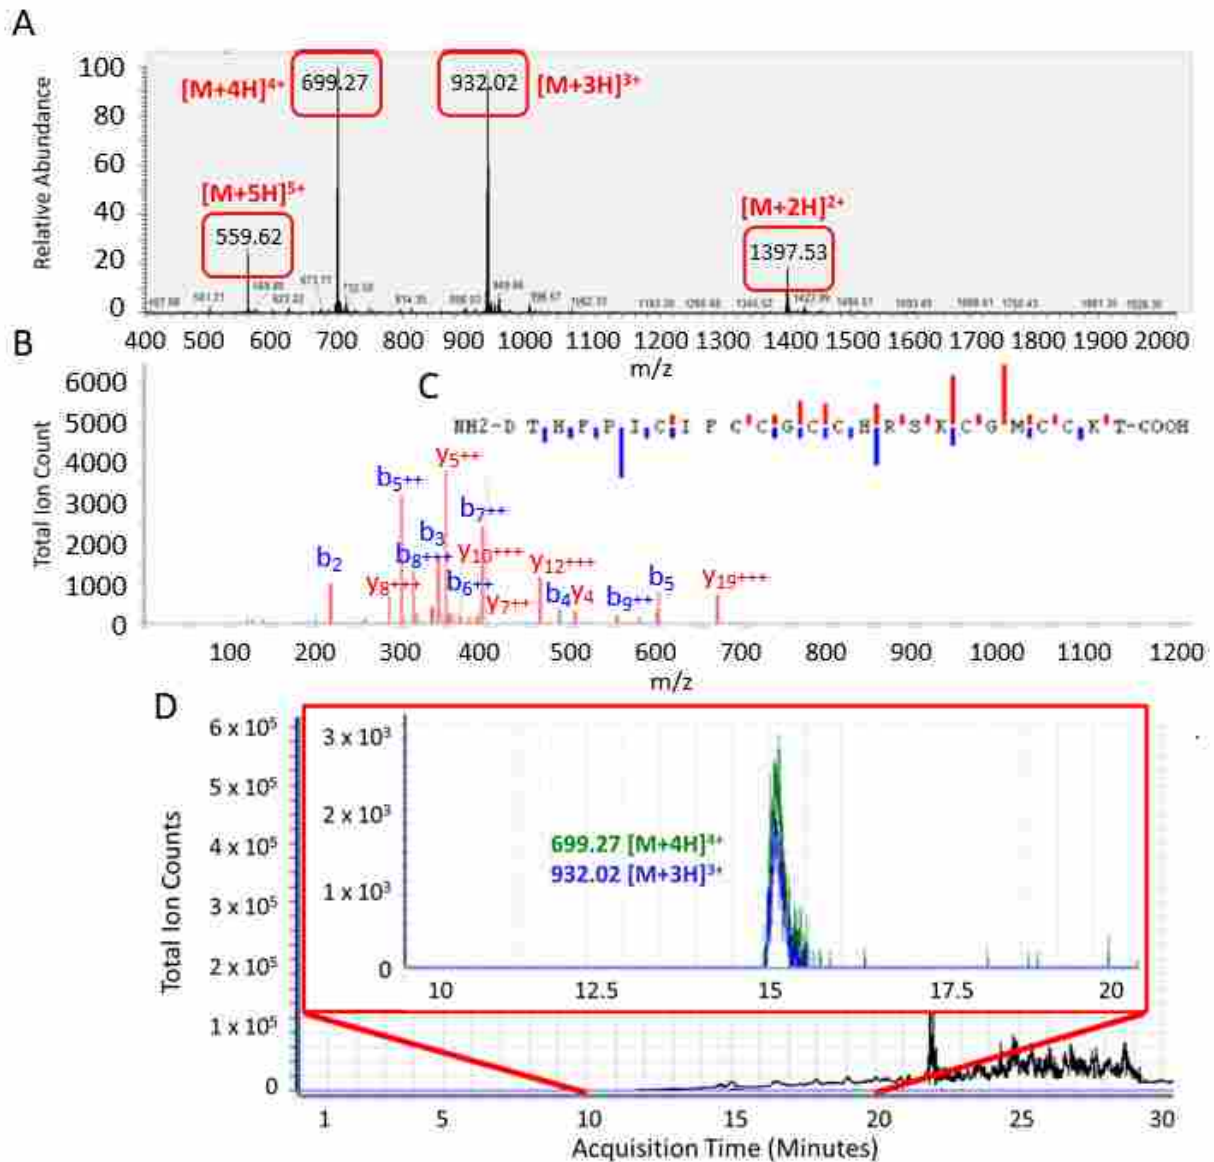 A
Relative Abundance
100
80
60
40
20
0
[M+5H]5+
559.62
[M+4H]4+
699.27
932.02
[M+3H]3+
[M+2H]2+
1397.53
400 500 600 700 800 900 1000 1100 1200 1300 1400 1500 1600 1700 1800 1900 2000
m/z
B
Total Ion Count
6000
5000
4000
3000
2000
1000
0
C
NH2-D T H F P I C I F C C G C C H R S K C G M C C K T-COOH
b2
y8+++
b5++
b8+++
b3
y5++
b6++
b7++
y10+++
y7++
y12+++
b4
y4
b9++
b5
y19+++
100 200 300 400 500 600 700 800 900 1000 1100 1200
m/z
D
Total Ion Counts
6 x 10⁵
5 x 10⁵
4 x 10⁵
3 x 10⁵
2 x 10⁵
1 x 10⁵
0
3 x 10³
2 x 10³
1 x 10³
0
699.27 [M+4H]4+
932.02 [M+3H]3+
10 12.5 15 17.5 20
1 5 10 15 20 25 30
Acquisition Time (Minutes)